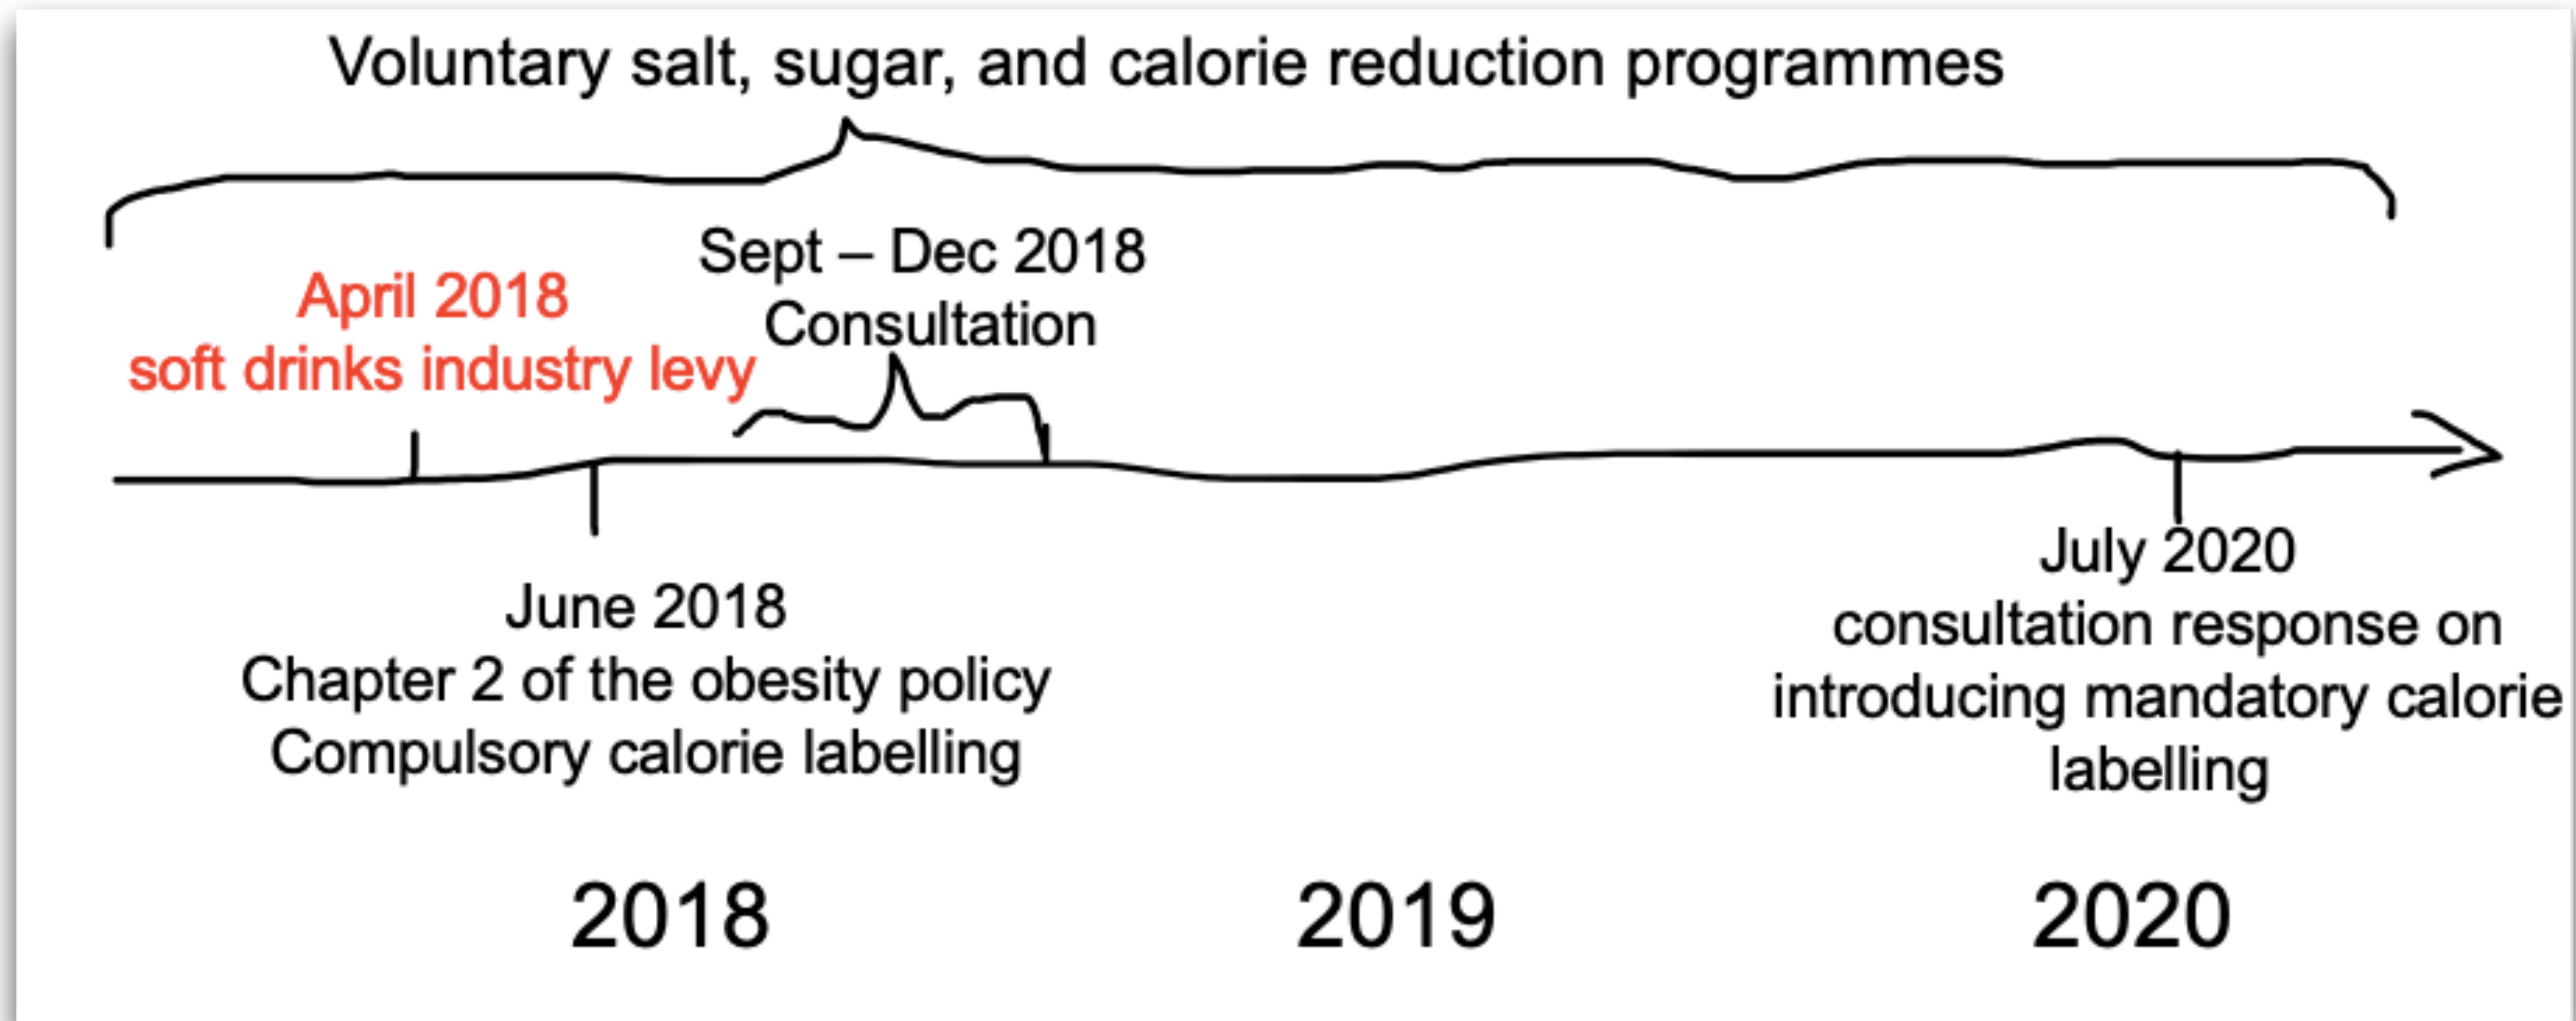 Voluntary salt, sugar, and calorie reduction programmes
April 2018
soft drinks industry levy
Sept – Dec 2018
Consultation
June 2018
Chapter 2 of the obesity policy
Compulsory calorie labelling
July 2020
consultation response on
introducing mandatory calorie
labelling
2018
2019
2020